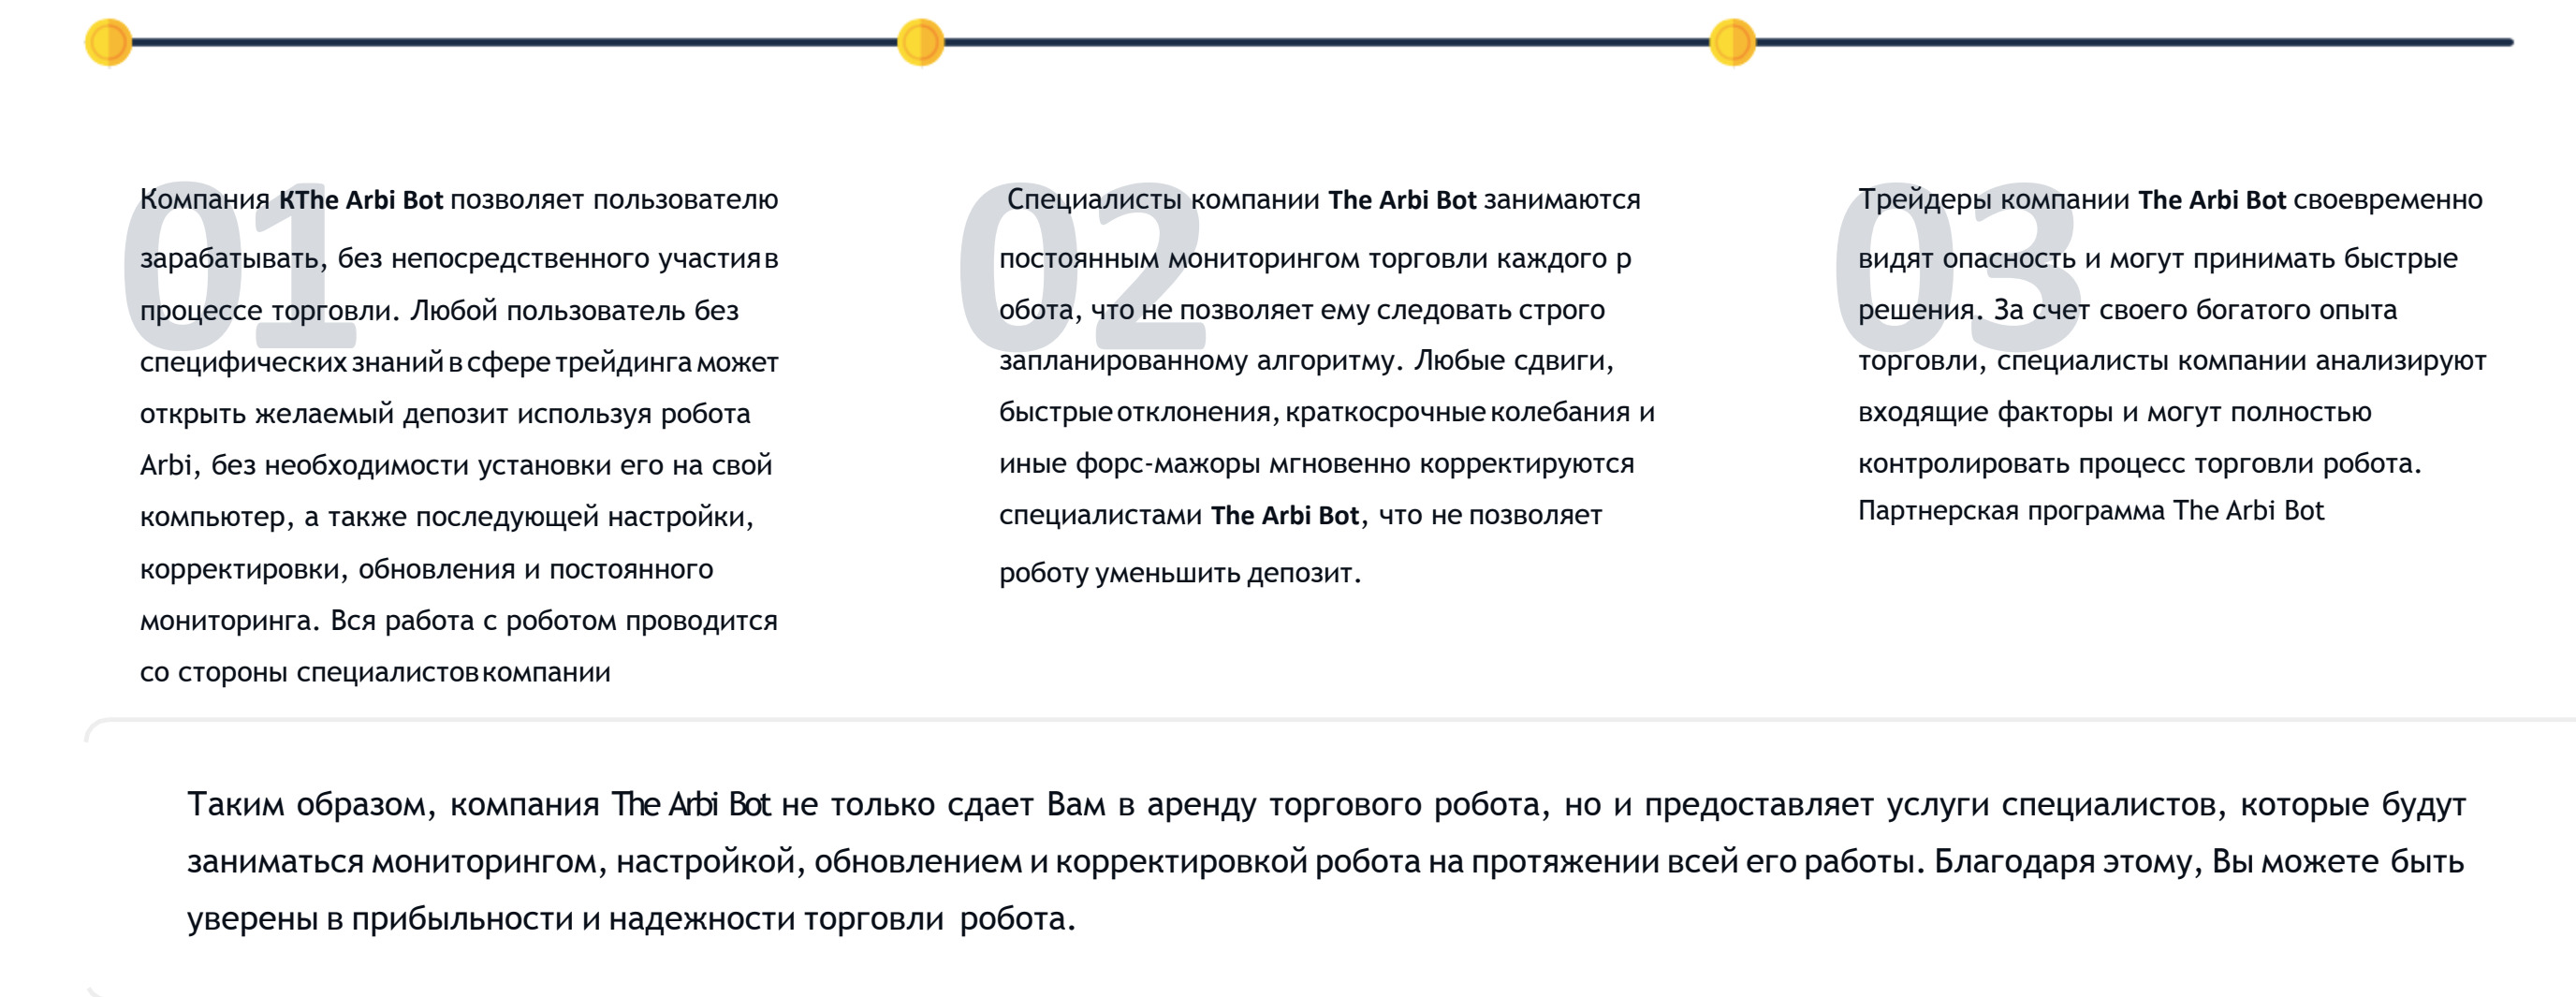 01
Компания КThe Arbi Bot позволяет пользователю
зарабатывать, без непосредственного участия в
процессе торговли. Любой пользователь без
специфических знаний в сфере трейдинга может
открыть желаемый депозит используя робота
Arbi, без необходимости установки его на свой
компьютер, а также последующей настройки,
корректировки, обновления и постоянного
мониторинга. Вся работа с роботом проводится
со стороны специалистов компании
02
Специалисты компании The Arbi Bot занимаются
постоянным мониторингом торговли каждого р
обота, что не позволяет ему следовать строго
запланированному алгоритму. Любые сдвиги,
быстрые отклонения, краткосрочные колебания и
иные форс-мажоры мгновенно корректируются
специалистами The Arbi Bot, что не позволяет
роботу уменьшить депозит.
03
Трейдеры компании The Arbi Bot своевременно
видят опасность и могут принимать быстрые
решения. За счет своего богатого опыта
торговли, специалисты компании анализируют
входящие факторы и могут полностью
контролировать процесс торговли робота.
Партнерская программа The Arbi Bot
Таким образом, компания The Arbi Bot не только сдает Вам в аренду торгового робота, но и предоставляет услуги специалистов, которые будут
заниматься мониторингом, настройкой, обновлением и корректировкой робота на протяжении всей его работы. Благодаря этому, Вы можете быть
уверены в прибыльности и надежности торговли робота.